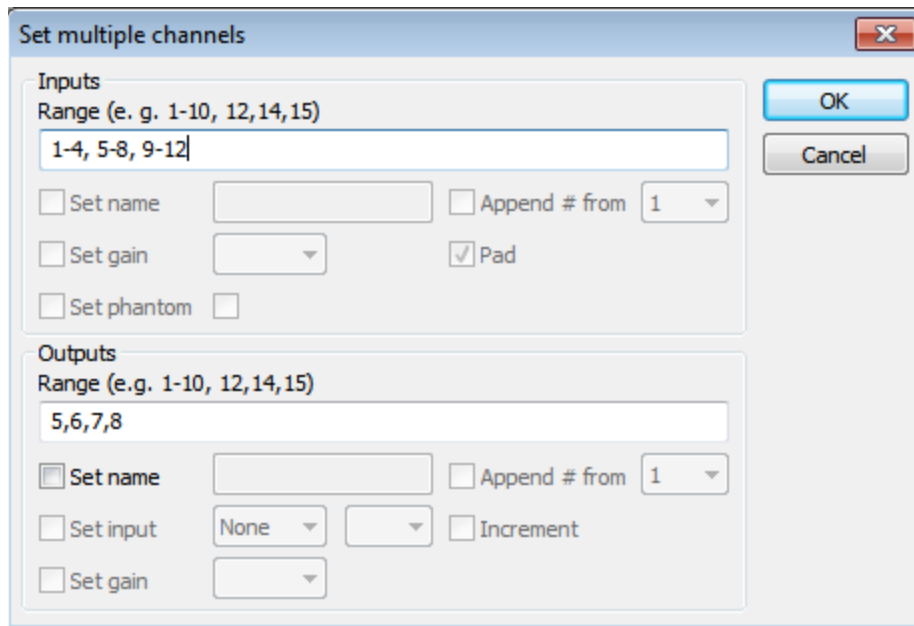 Set multiple channels
Inputs
Range (e. g. 1-10, 12,14,15)
OK
1-4, 5-8, 9-12
Cancel
Set name Append # from 1
Set gain Pad
Set phantom
Outputs
Range (e.g. 1-10, 12,14,15)
5,6,7,8
Set name Append # from 1
Set input None Increment
Set gain